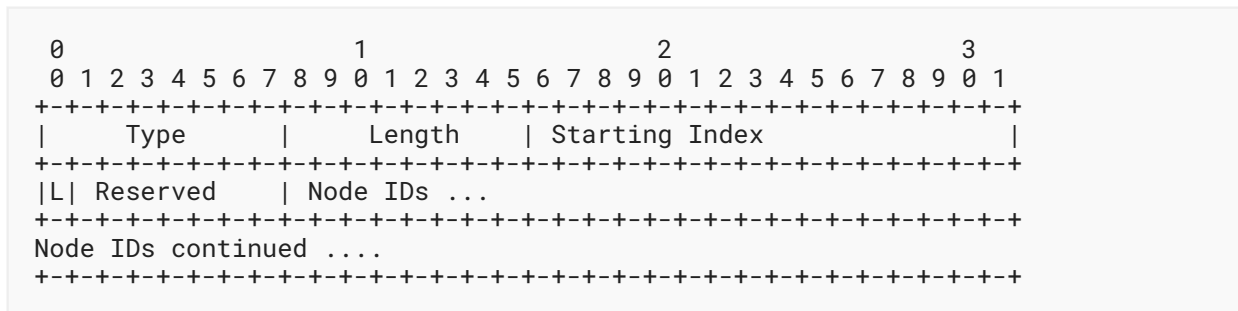 0                   1                   2                   3
 0 1 2 3 4 5 6 7 8 9 0 1 2 3 4 5 6 7 8 9 0 1 2 3 4 5 6 7 8 9 0 1
+-+-+-+-+-+-+-+-+-+-+-+-+-+-+-+-+-+-+-+-+-+-+-+-+-+-+-+-+-+-+-+-+
|     Type      |     Length    | Starting Index                |
+-+-+-+-+-+-+-+-+-+-+-+-+-+-+-+-+-+-+-+-+-+-+-+-+-+-+-+-+-+-+-+-+
|L| Reserved    | Node IDs ...
+-+-+-+-+-+-+-+-+-+-+-+-+-+-+-+-+-+-+-+-+-+-+-+-+-+-+-+-+-+-+-+-+
Node IDs continued ....
+-+-+-+-+-+-+-+-+-+-+-+-+-+-+-+-+-+-+-+-+-+-+-+-+-+-+-+-+-+-+-+-+